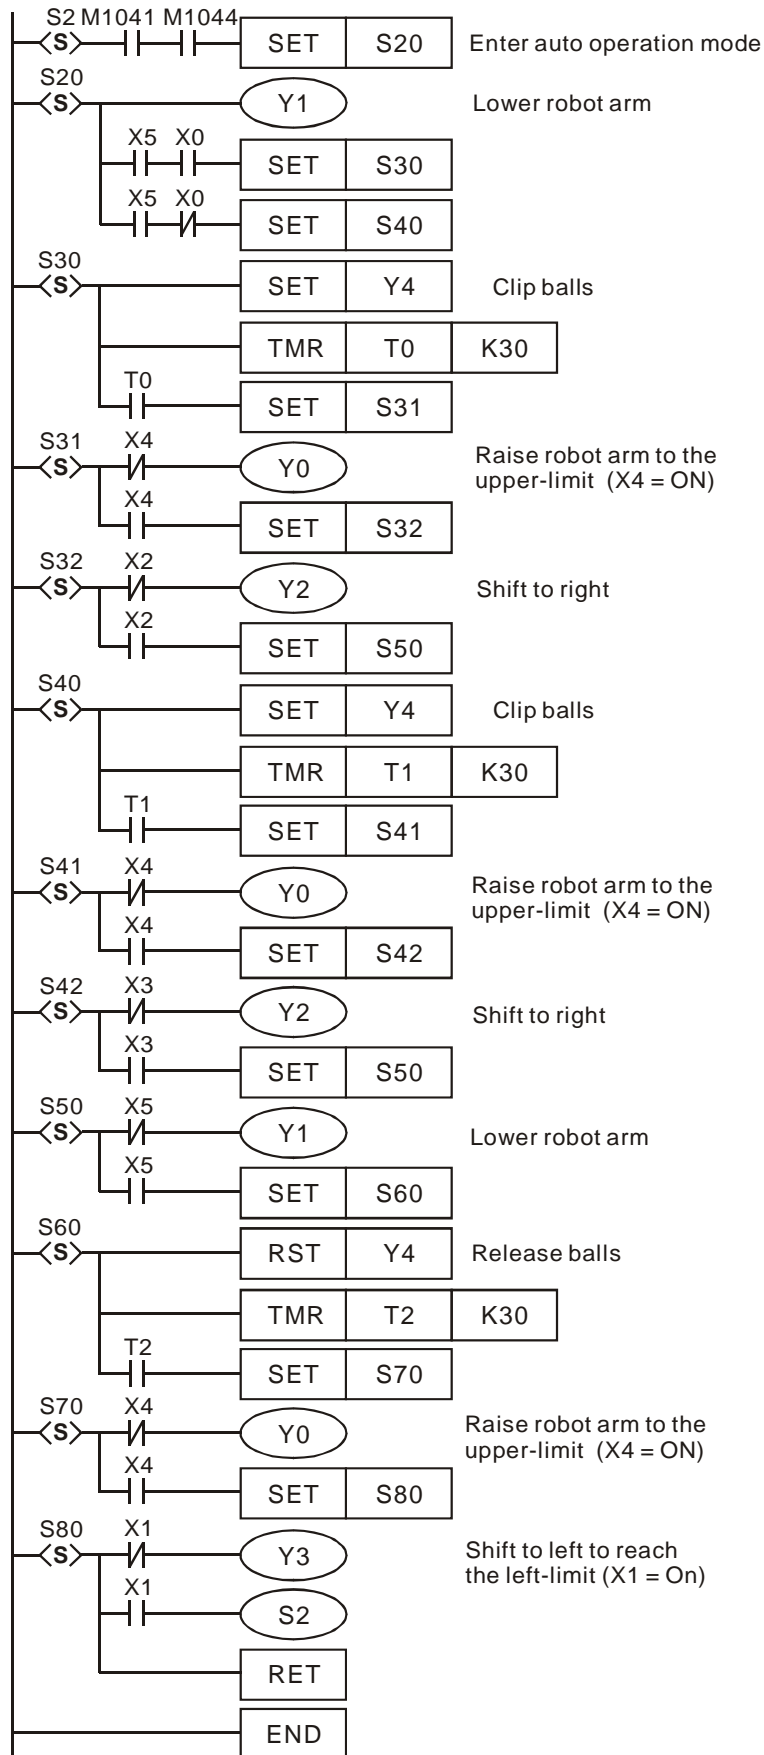 S2 M1041 M1044
S SET S20 Enter auto operation mode
S20
S Y1 Lower robot arm
X5 X0
SET S30
X5 X0
SET S40
S30
S SET Y4 Clip balls
TMR T0 K30
T0
SET S31
S31 X4
S Y0 Raise robot arm to the
upper-limit (X4 = ON)
X4
SET S32
S32 X2
S Y2 Shift to right
X2
SET S50
S40
S SET Y4 Clip balls
TMR T1 K30
T1
SET S41
S41 X4
S Y0 Raise robot arm to the
upper-limit (X4 = ON)
X4
SET S42
S42 X3
S Y2 Shift to right
X3
SET S50
S50 X5
S Y1 Lower robot arm
X5
SET S60
S60
S RST Y4 Release balls
TMR T2 K30
T2
SET S70
S70 X4
S Y0 Raise robot arm to the
upper-limit (X4 = ON)
X4
SET S80
S80 X1
S Y3 Shift to left to reach
the left-limit (X1 = On)
X1
S2
RET
END